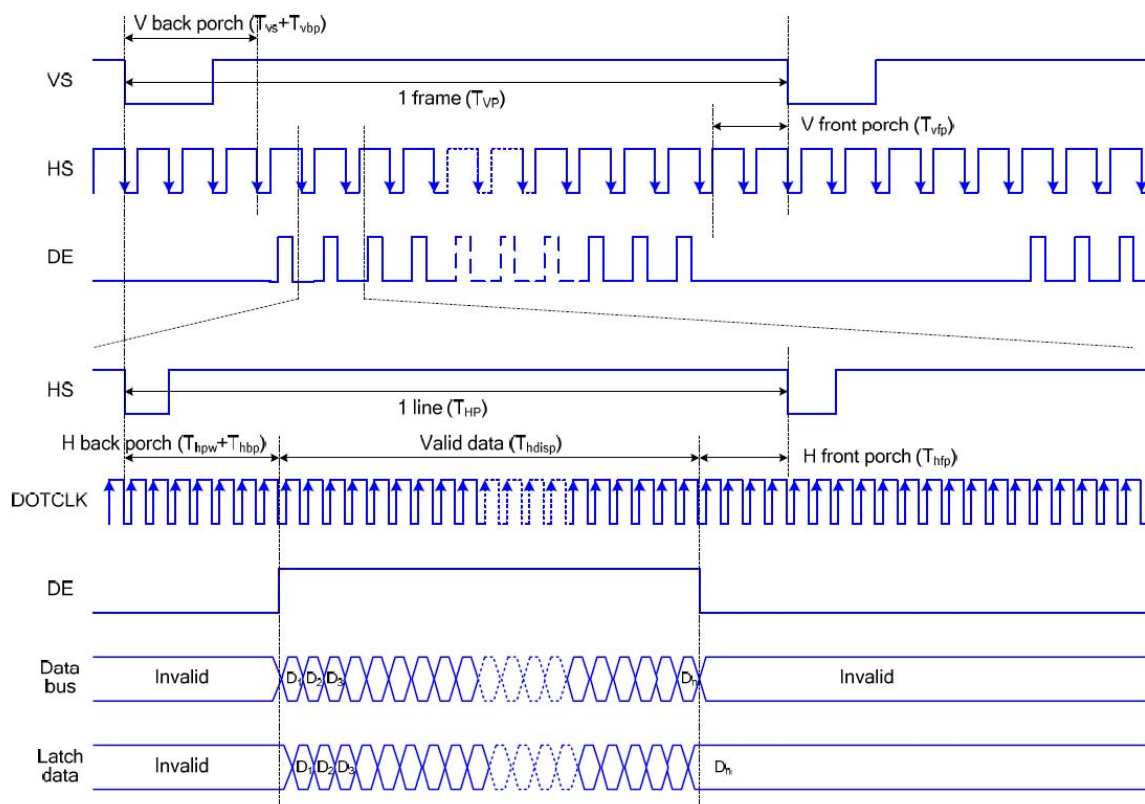 V back porch (Tvs+Tvbp)
VS
1 frame (TVP)
V front porch (Tvfp)
HS
DE
HS
1 line (THP)
H back porch (Thpw+Thbp)
Valid data (Thdisp)
H front porch (Thfp)
DOTCLK
DE
Data
bus
Invalid
D1 D2 D3
Dn
Invalid
Latch
data
Invalid
D1 D2 D3
Dn